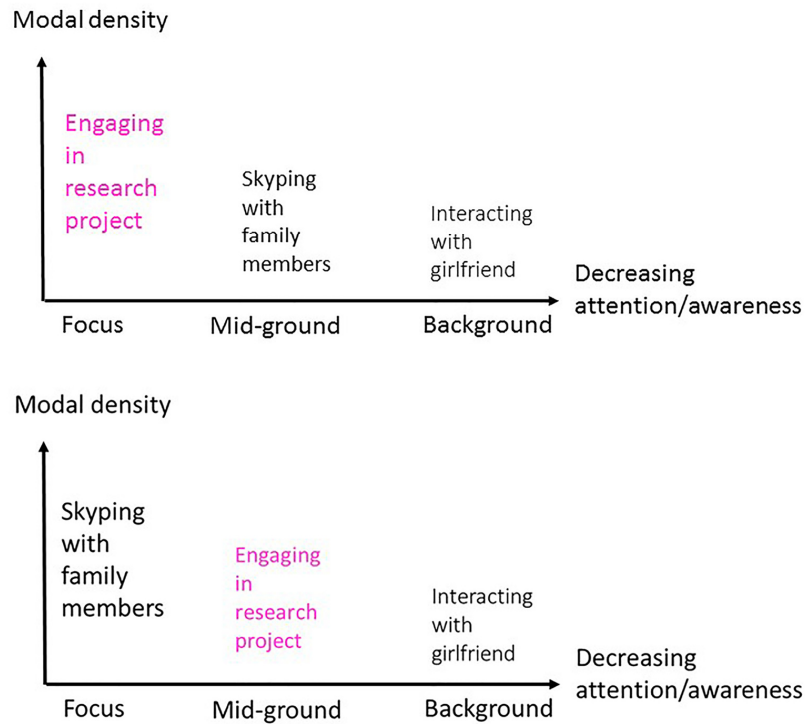 Modal density
Engaging
in
research
project
Skyping
with
family
members
Interacting
with
girlfriend
Decreasing
attention/awareness
Focus
Mid-ground
Background
Modal density
Skyping
with
family
members
Engaging
in
research
project
Interacting
with
girlfriend
Decreasing
attention/awareness
Focus
Mid-ground
Background